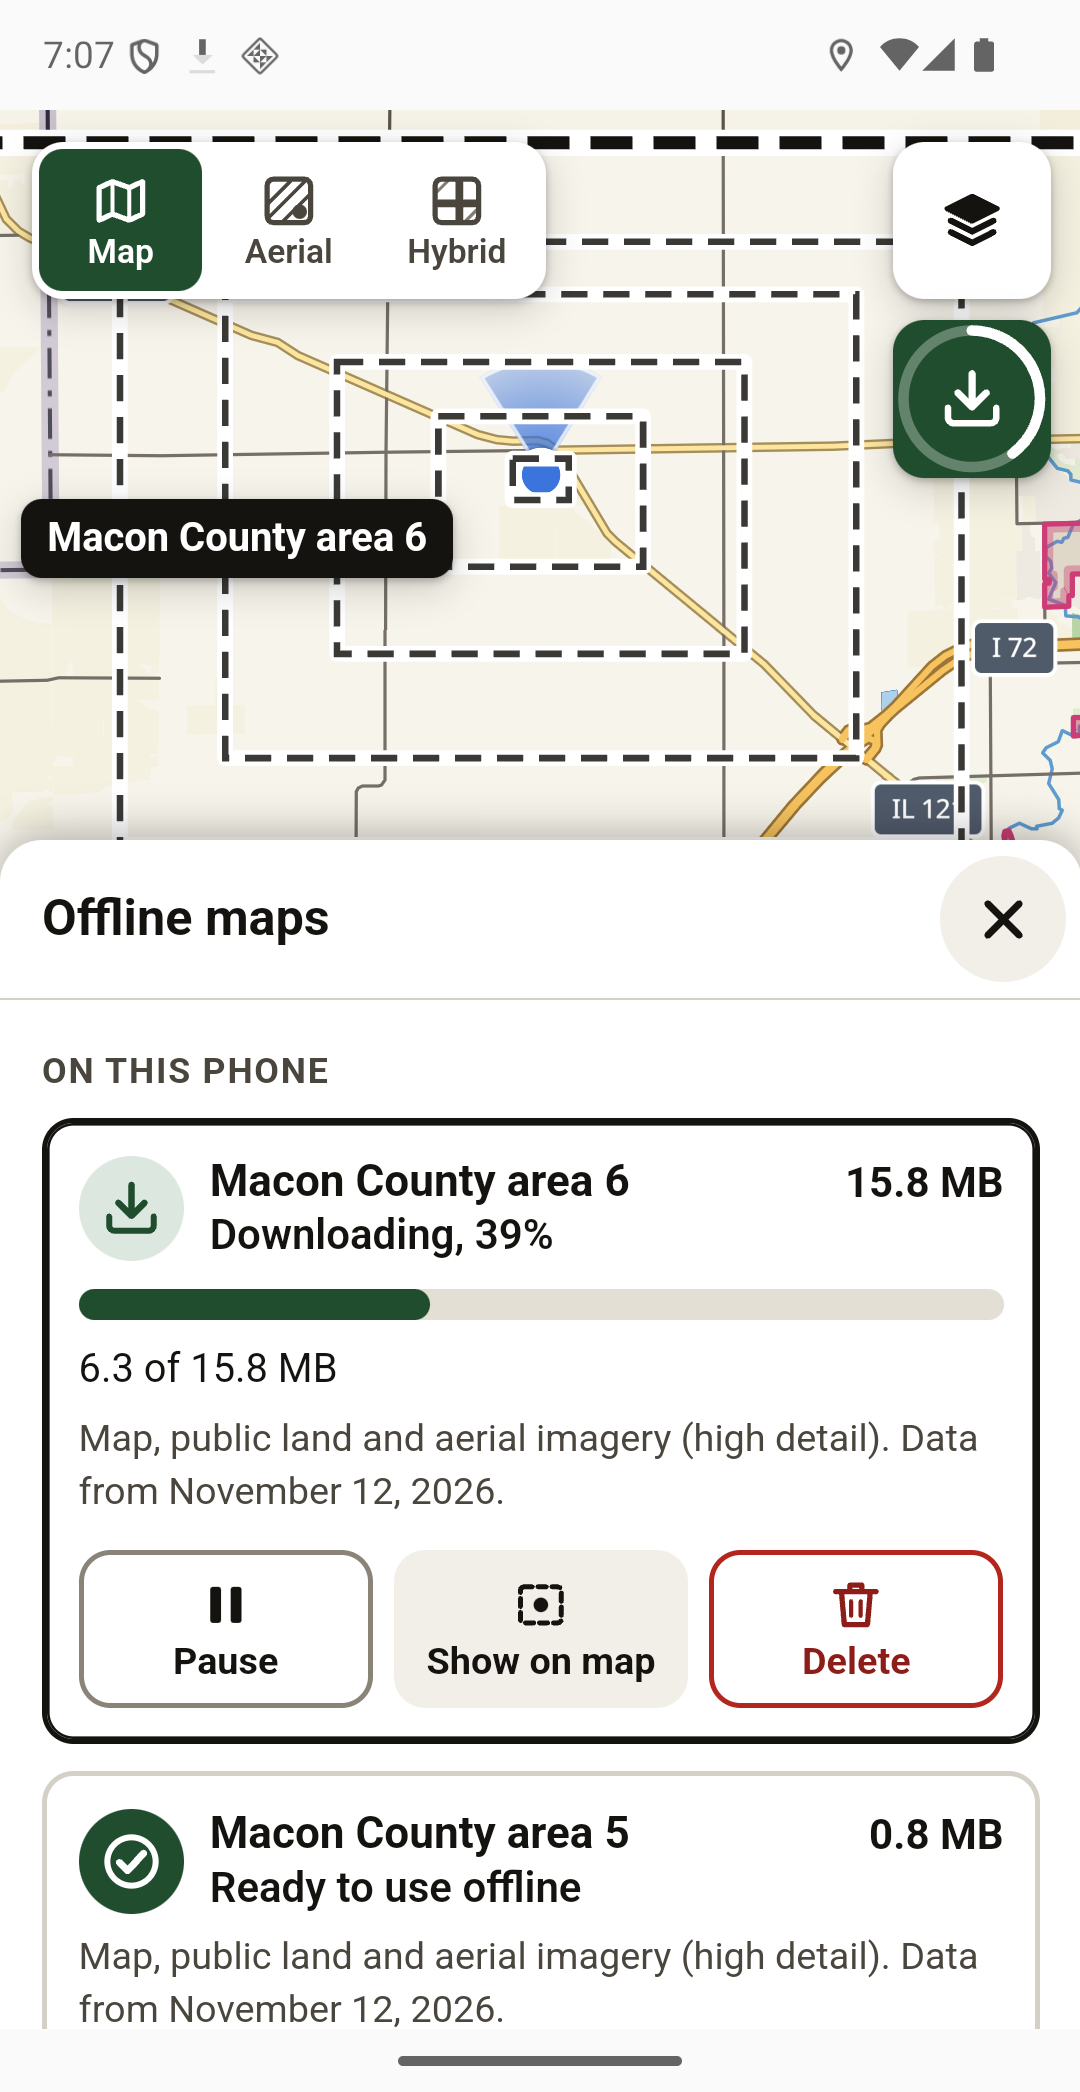 7:07
Map
Aerial
Hybrid
Macon County area 6
I 72
IL 12
Offline maps
ON THIS PHONE
Macon County area 6
15.8 MB
Downloading, 39%
6.3 of 15.8 MB
Map, public land and aerial imagery (high detail). Data
from November 12, 2026.
Pause
Show on map
Delete
Macon County area 5
0.8 MB
Ready to use offline
Map, public land and aerial imagery (high detail). Data
from November 12, 2026.